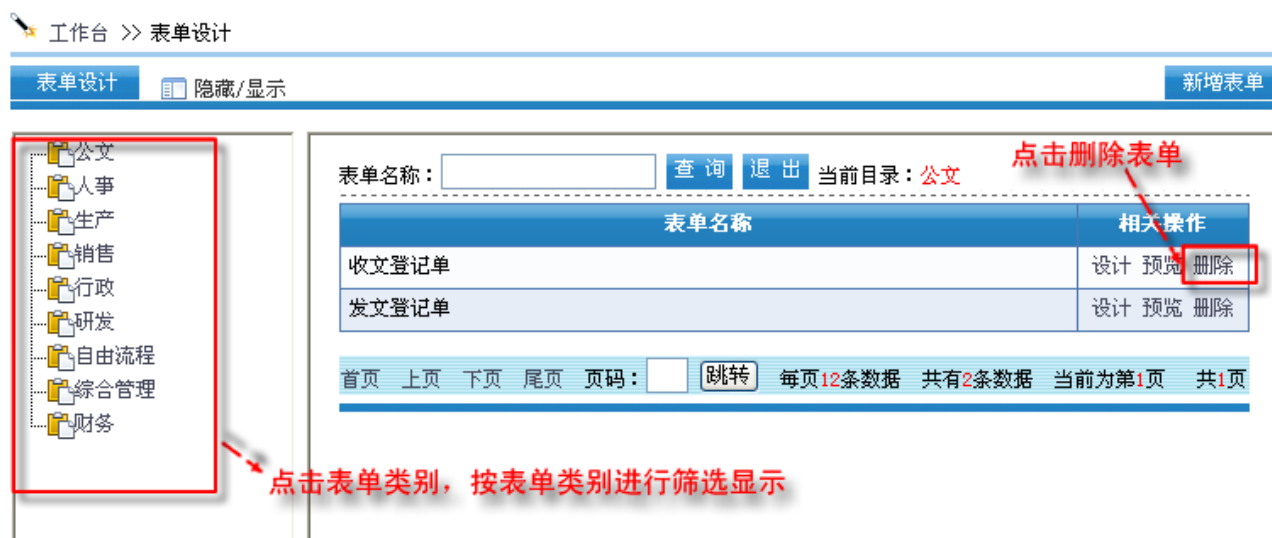 工作台 >> 表单设计
表单设计 隐藏/显示 新增表单
公文
人事
生产
销售
行政
研发
自由流程
综合管理
财务
点击表单类别，按表单类别进行筛选显示
点击删除表单
表单名称： 查 询 退 出 当前目录：公文
表单名称 相关操作
收文登记单 设计 预览 删除
发文登记单 设计 预览 删除
首页 上页 下页 尾页 页码： 跳转 每页12条数据 共有2条数据 当前为第1页 共1页